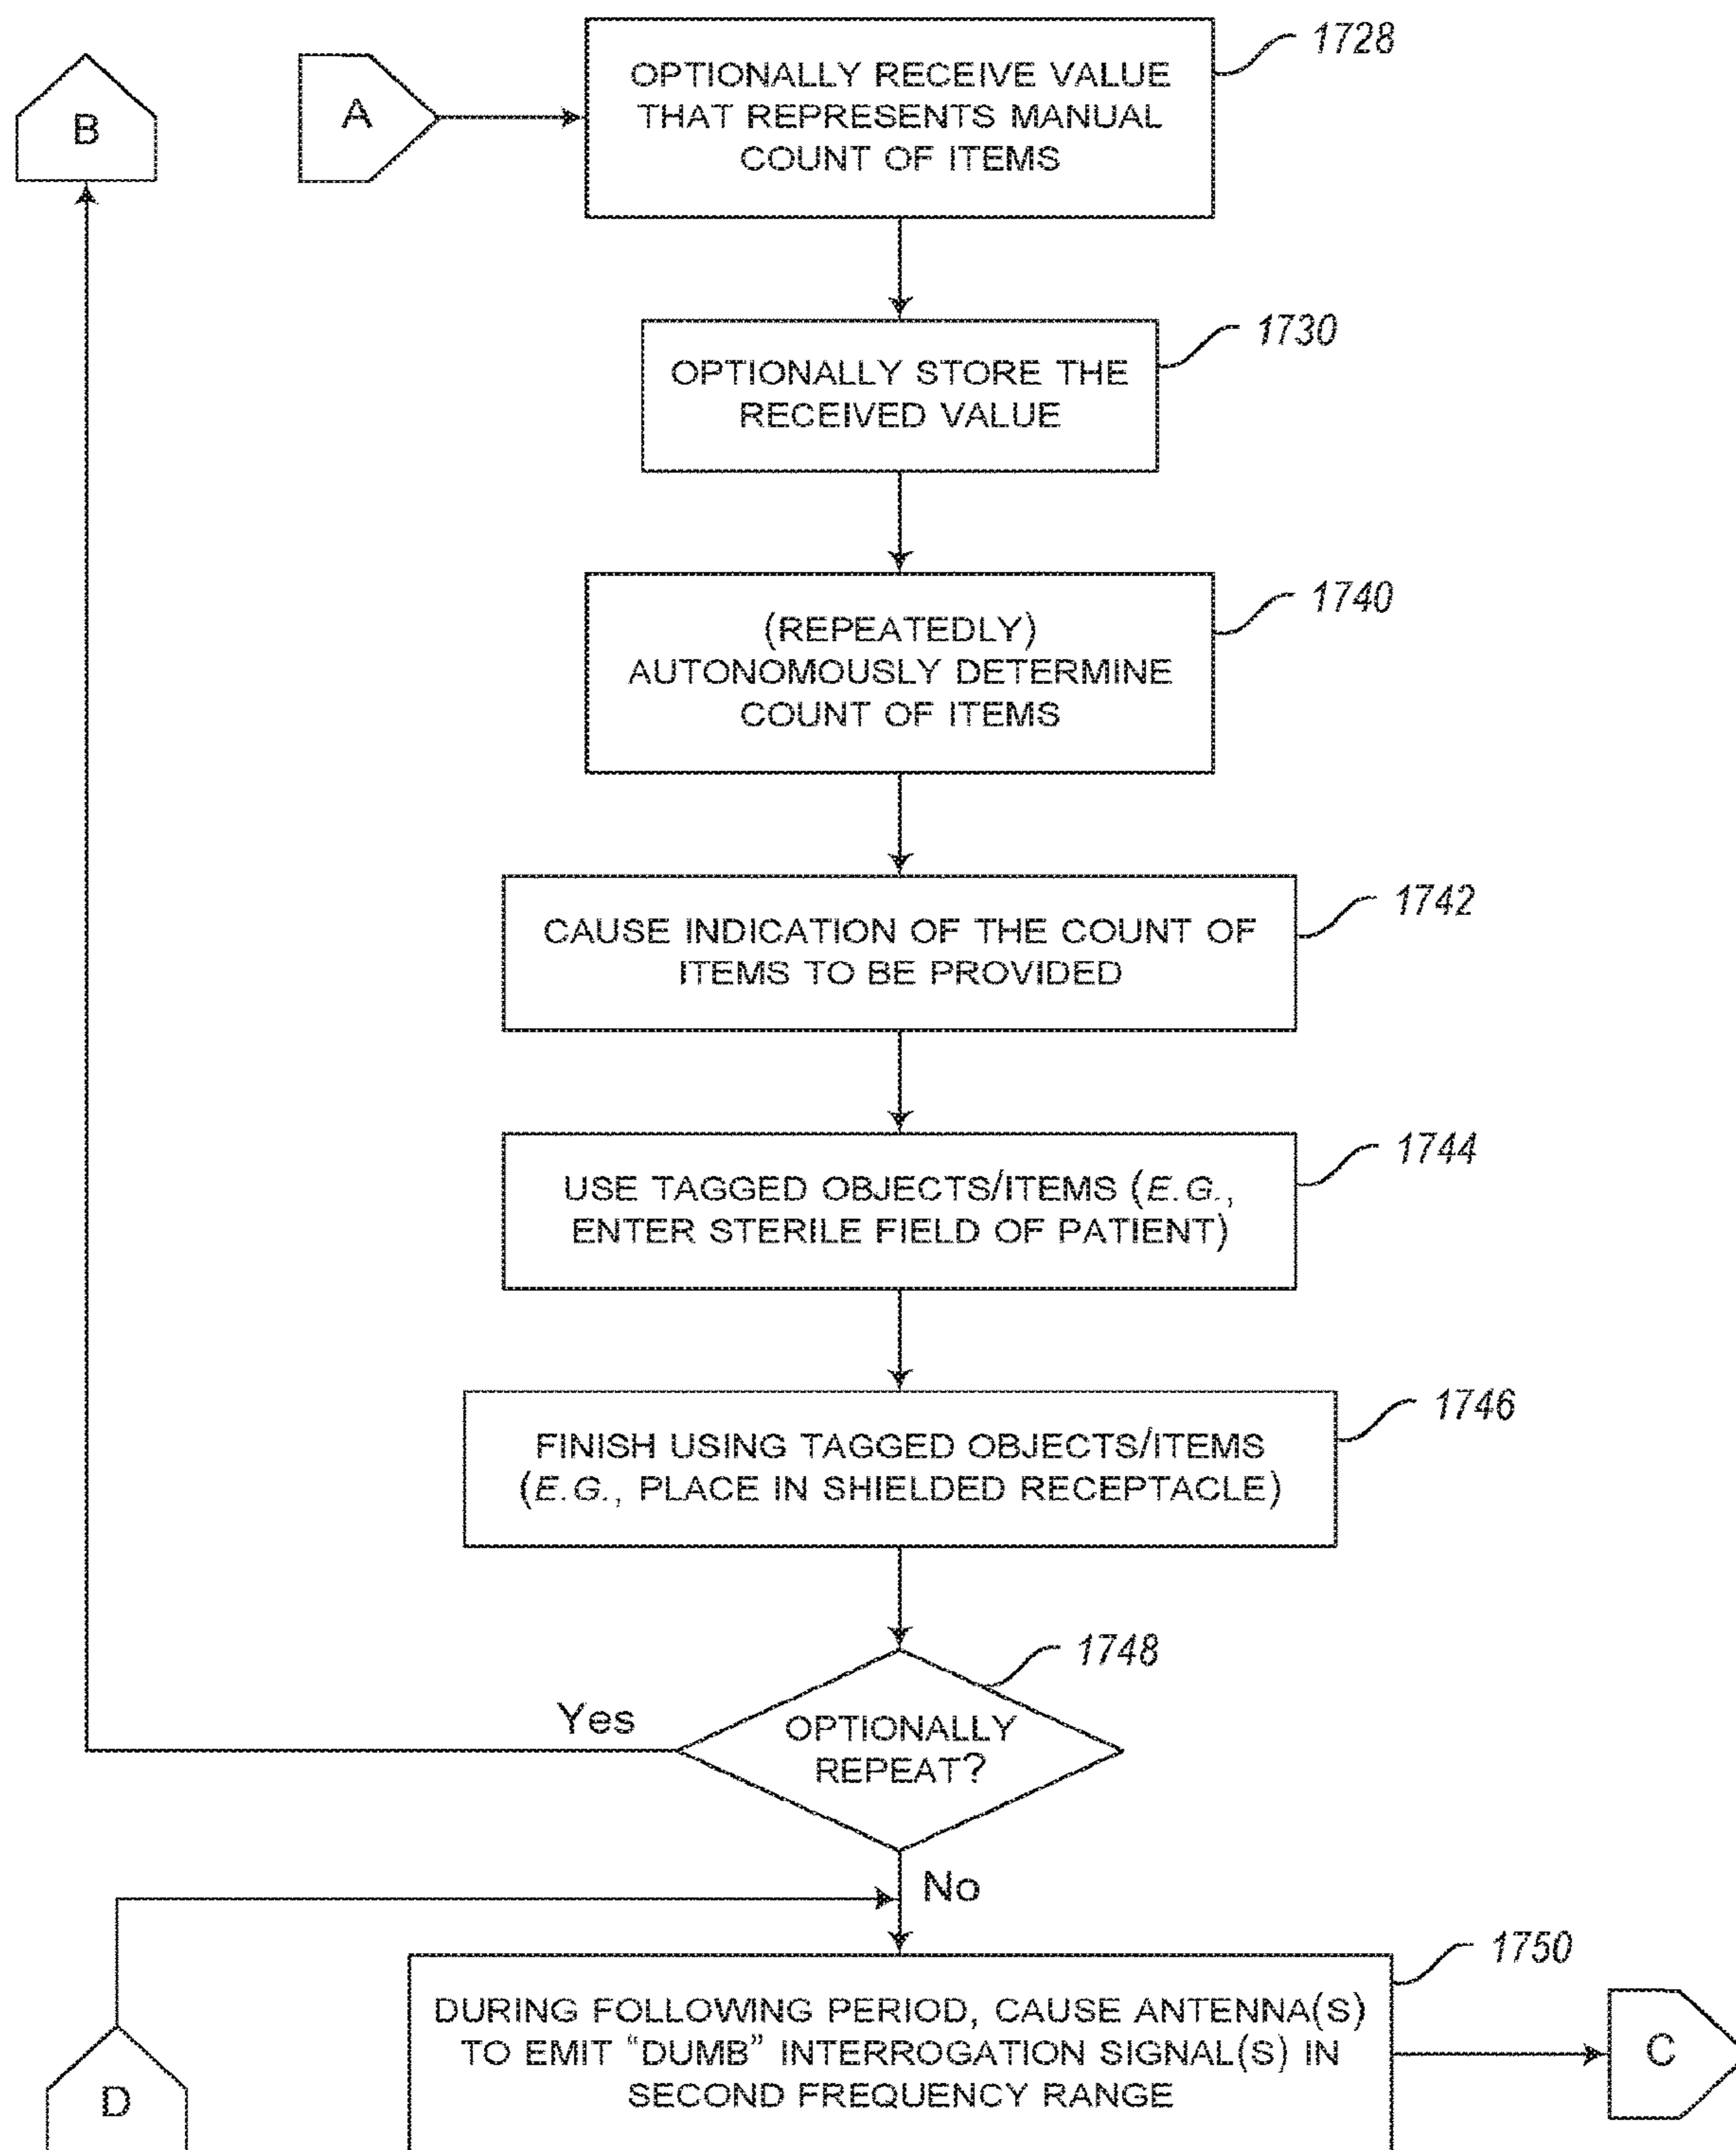 B
A
OPTIONALLY RECEIVE VALUE
THAT REPRESENTS MANUAL
COUNT OF ITEMS
1728
OPTIONALLY STORE THE
RECEIVED VALUE
1730
(REPEATEDLY)
AUTONOMOUSLY DETERMINE
COUNT OF ITEMS
1740
CAUSE INDICATION OF THE COUNT OF
ITEMS TO BE PROVIDED
1742
USE TAGGED OBJECTS/ITEMS (E.G.,
ENTER STERILE FIELD OF PATIENT)
1744
FINISH USING TAGGED OBJECTS/ITEMS
(E.G., PLACE IN SHIELDED RECEPTACLE)
1746
OPTIONALLY
REPEAT?
1748
Yes
No
DURING FOLLOWING PERIOD, CAUSE ANTENNA(S)
TO EMIT “DUMB” INTERROGATION SIGNAL(S) IN
SECOND FREQUENCY RANGE
1750
C
D